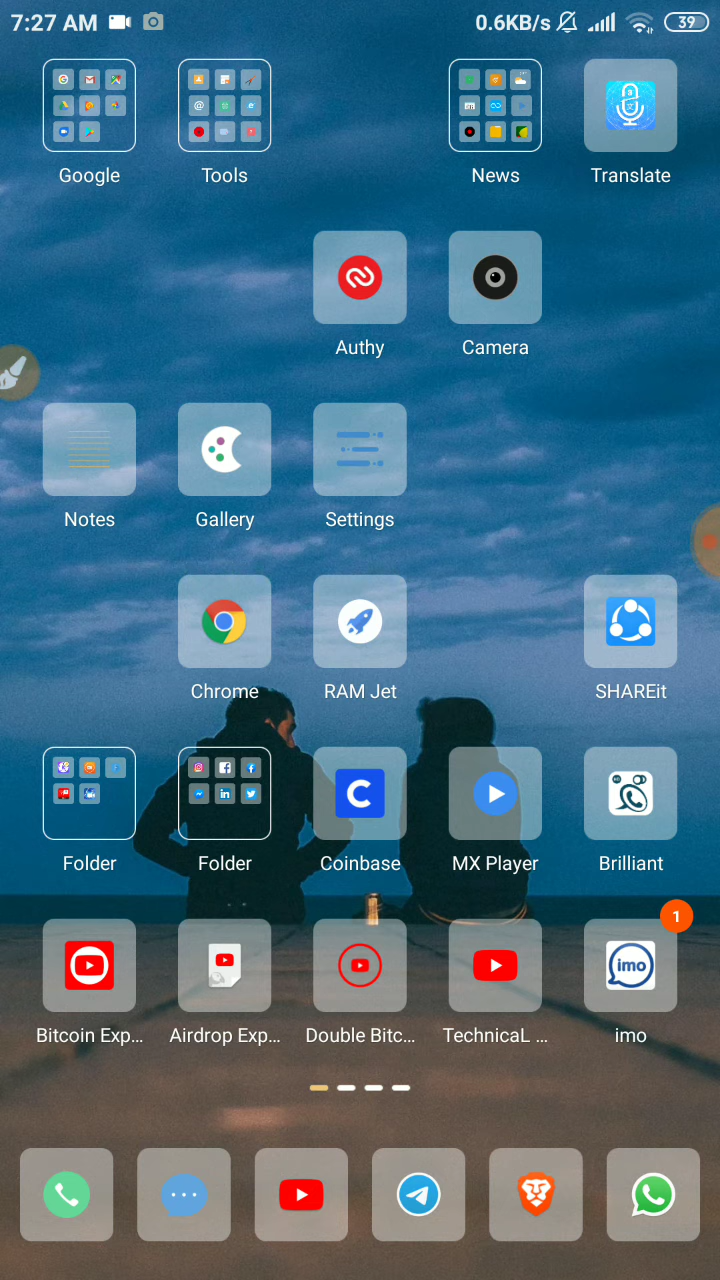 7:27 AM 0.6KB/s 39
Google Tools News Translate
Authy Camera
Notes Gallery Settings
Chrome RAM Jet SHAREit
Folder Folder Coinbase MX Player Brilliant
1
imo
Bitcoin Exp... Airdrop Exp... Double Bitc... TechnicaL ... imo